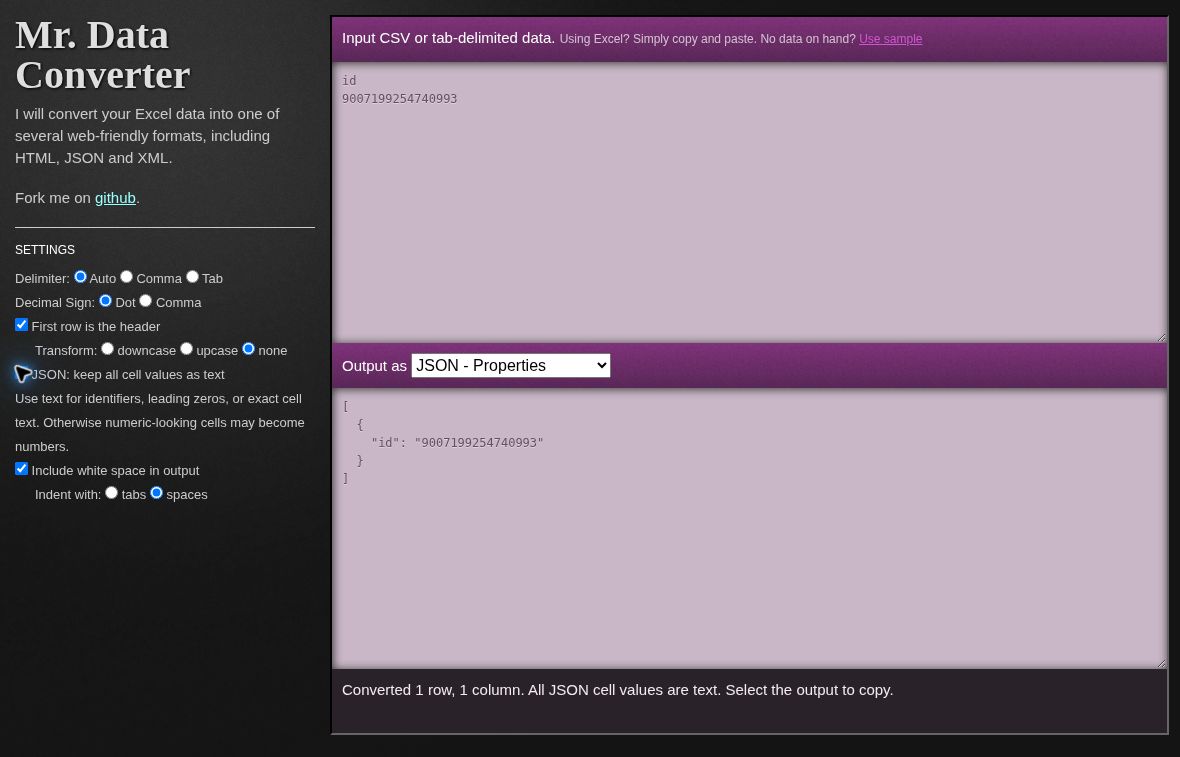 Mr. Data
Converter
I will convert your Excel data into one of
several web-friendly formats, including
HTML, JSON and XML.
Fork me on github.
SETTINGS
Delimiter: Auto Comma Tab
Decimal Sign: Dot Comma
First row is the header
Transform: downcase upcase none
JSON: keep all cell values as text
Use text for identifiers, leading zeros, or exact cell
text. Otherwise numeric-looking cells may become
numbers.
Include white space in output
Indent with: tabs spaces
Input CSV or tab-delimited data. Using Excel? Simply copy and paste. No data on hand? Use sample
id
9007199254740993
Output as JSON - Properties
[
{
"id": "9007199254740993"
}
]
Converted 1 row, 1 column. All JSON cell values are text. Select the output to copy.